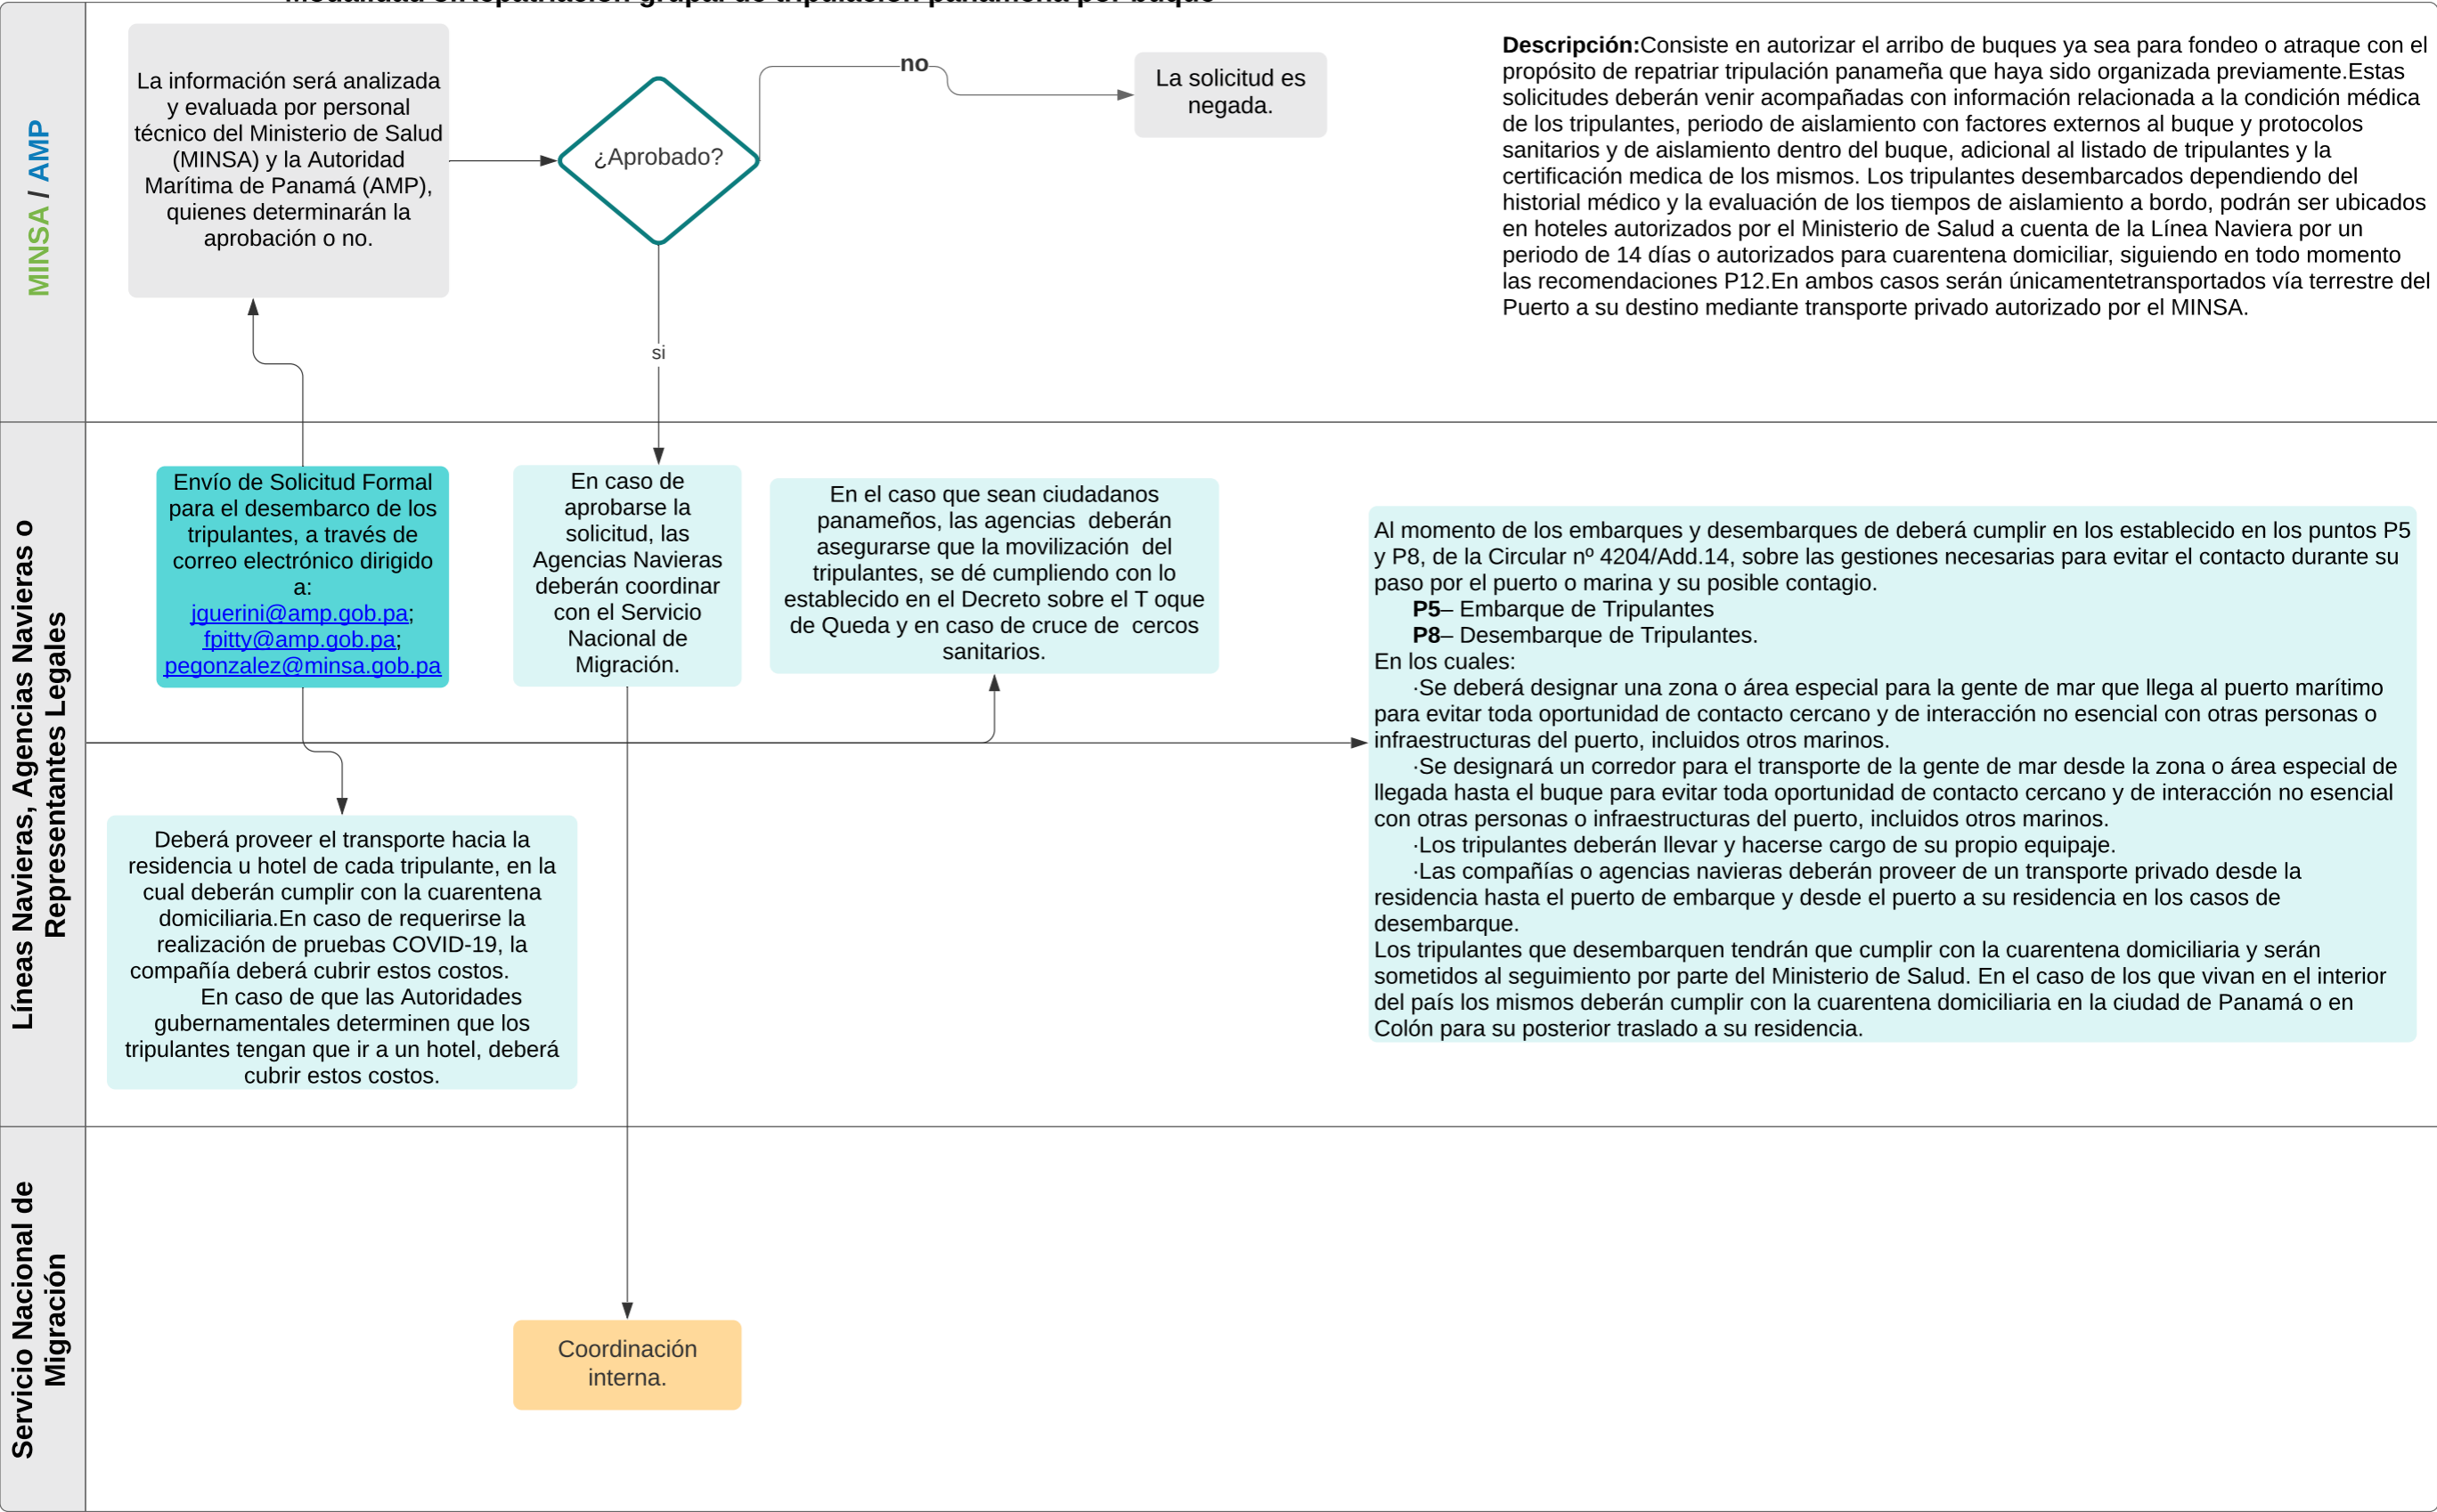 MINSA / AMP
La información será analizada
y evaluada por personal
técnico del Ministerio de Salud
(MINSA) y la Autoridad
Marítima de Panamá (AMP),
quienes determinarán la
aprobación o no.
¿Aprobado?
no
La solicitud es
negada.
si
Descripción:Consiste en autorizar el arribo de buques ya sea para fondeo o atraque con el
propósito de repatriar tripulación panameña que haya sido organizada previamente.Estas
solicitudes deberán venir acompañadas con información relacionada a la condición médica
de los tripulantes, periodo de aislamiento con factores externos al buque y protocolos
sanitarios y de aislamiento dentro del buque, adicional al listado de tripulantes y la
certificación medica de los mismos. Los tripulantes desembarcados dependiendo del
historial médico y la evaluación de los tiempos de aislamiento a bordo, podrán ser ubicados
en hoteles autorizados por el Ministerio de Salud a cuenta de la Línea Naviera por un
periodo de 14 días o autorizados para cuarentena domiciliar, siguiendo en todo momento
las recomendaciones P12.En ambos casos serán únicamentetransportados vía terrestre del
Puerto a su destino mediante transporte privado autorizado por el MINSA.
Líneas Navieras, Agencias Navieras o
Representantes Legales
Envío de Solicitud Formal
para el desembarco de los
tripulantes, a través de
correo electrónico dirigido
a:
jguerini@amp.gob.pa;
fpitty@amp.gob.pa;
pegonzalez@minsa.gob.pa
En caso de
aprobarse la
solicitud, las
Agencias Navieras
deberán coordinar
con el Servicio
Nacional de
Migración.
En el caso que sean ciudadanos
panameños, las agencias  deberán
asegurarse que la movilización  del
tripulantes, se dé cumpliendo con lo
establecido en el Decreto sobre el T oque
de Queda y en caso de cruce de  cercos
sanitarios.
Al momento de los embarques y desembarques de deberá cumplir en los establecido en los puntos P5
y P8, de la Circular nº 4204/Add.14, sobre las gestiones necesarias para evitar el contacto durante su
paso por el puerto o marina y su posible contagio.
P5– Embarque de Tripulantes
P8– Desembarque de Tripulantes.
En los cuales:
·Se deberá designar una zona o área especial para la gente de mar que llega al puerto marítimo
para evitar toda oportunidad de contacto cercano y de interacción no esencial con otras personas o
infraestructuras del puerto, incluidos otros marinos.
·Se designará un corredor para el transporte de la gente de mar desde la zona o área especial de
llegada hasta el buque para evitar toda oportunidad de contacto cercano y de interacción no esencial
con otras personas o infraestructuras del puerto, incluidos otros marinos.
·Los tripulantes deberán llevar y hacerse cargo de su propio equipaje.
·Las compañías o agencias navieras deberán proveer de un transporte privado desde la
residencia hasta el puerto de embarque y desde el puerto a su residencia en los casos de
desembarque.
Los tripulantes que desembarquen tendrán que cumplir con la cuarentena domiciliaria y serán
sometidos al seguimiento por parte del Ministerio de Salud. En el caso de los que vivan en el interior
del país los mismos deberán cumplir con la cuarentena domiciliaria en la ciudad de Panamá o en
Colón para su posterior traslado a su residencia.
Deberá proveer el transporte hacia la
residencia u hotel de cada tripulante, en la
cual deberán cumplir con la cuarentena
domiciliaria.En caso de requerirse la
realización de pruebas COVID-19, la
compañía deberá cubrir estos costos.
En caso de que las Autoridades
gubernamentales determinen que los
tripulantes tengan que ir a un hotel, deberá
cubrir estos costos.
Servicio Nacional de
Migración
Coordinación
interna.